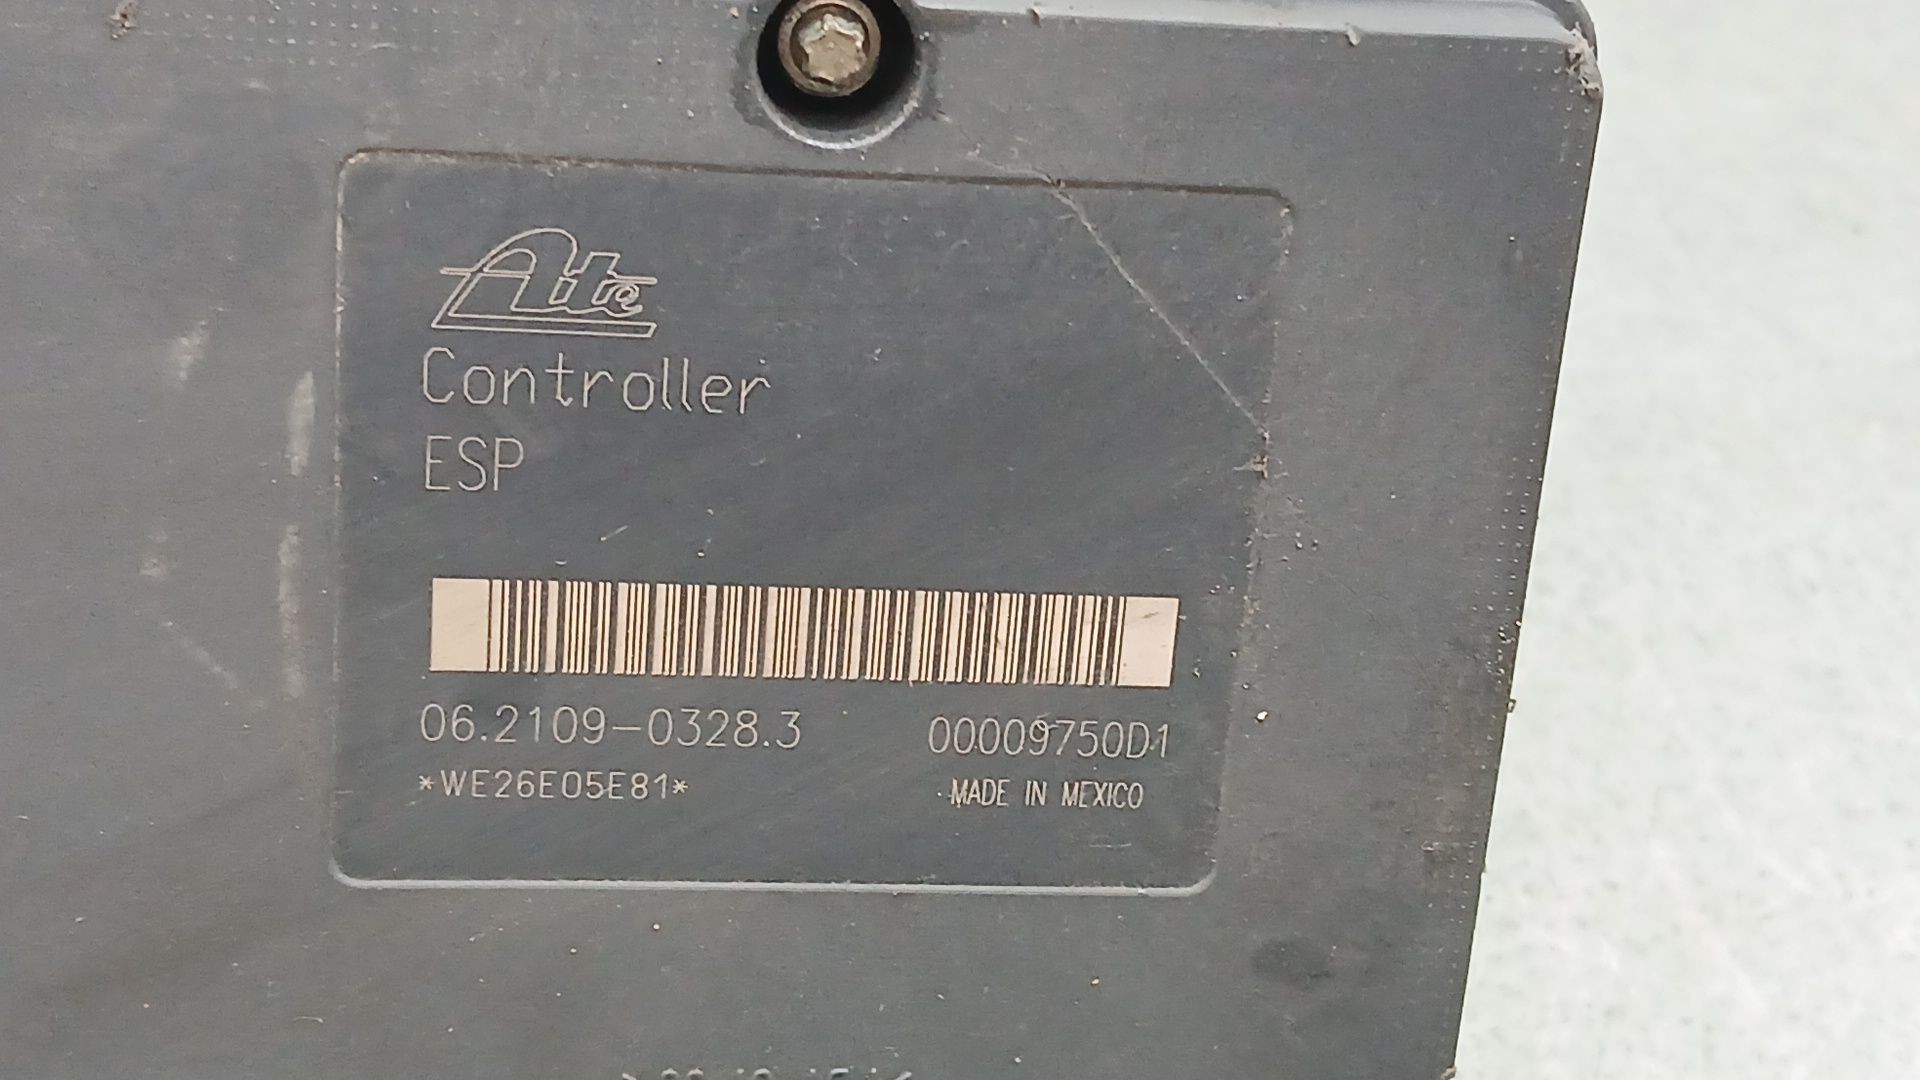 Ate
Controller
ESP
06.2109-0328.3 00009750D1
*WE26E05E81* MADE IN MEXICO